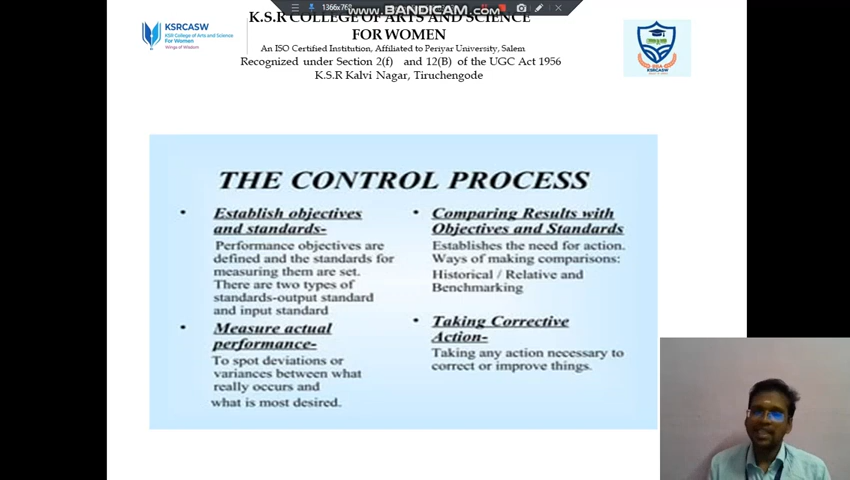 1366x768
www.BANDICAM.com
KSRCASW
KSR College of Arts and Science
For Women
Wings of Wisdom
K.S.R COLLEGE OF ARTS AND SCIENCE
FOR WOMEN
An ISO Certified Institution, Affiliated to Periyar University, Salem
Recognized under Section 2(f) and 12(B) of the UGC Act 1956
K.S.R Kalvi Nagar, Tiruchengode
BBA
KSRCASW
THE CONTROL PROCESS
• Establish objectives
and standards-
Performance objectives are
defined and the standards for
measuring them are set.
There are two types of
standards-output standard
and input standard
• Measure actual
performance-
To spot deviations or
variances between what
really occurs and
what is most desired.
• Comparing Results with
Objectives and Standards
Establishes the need for action.
Ways of making comparisons:
Historical / Relative and
Benchmarking
• Taking Corrective
Action-
Taking any action necessary to
correct or improve things.